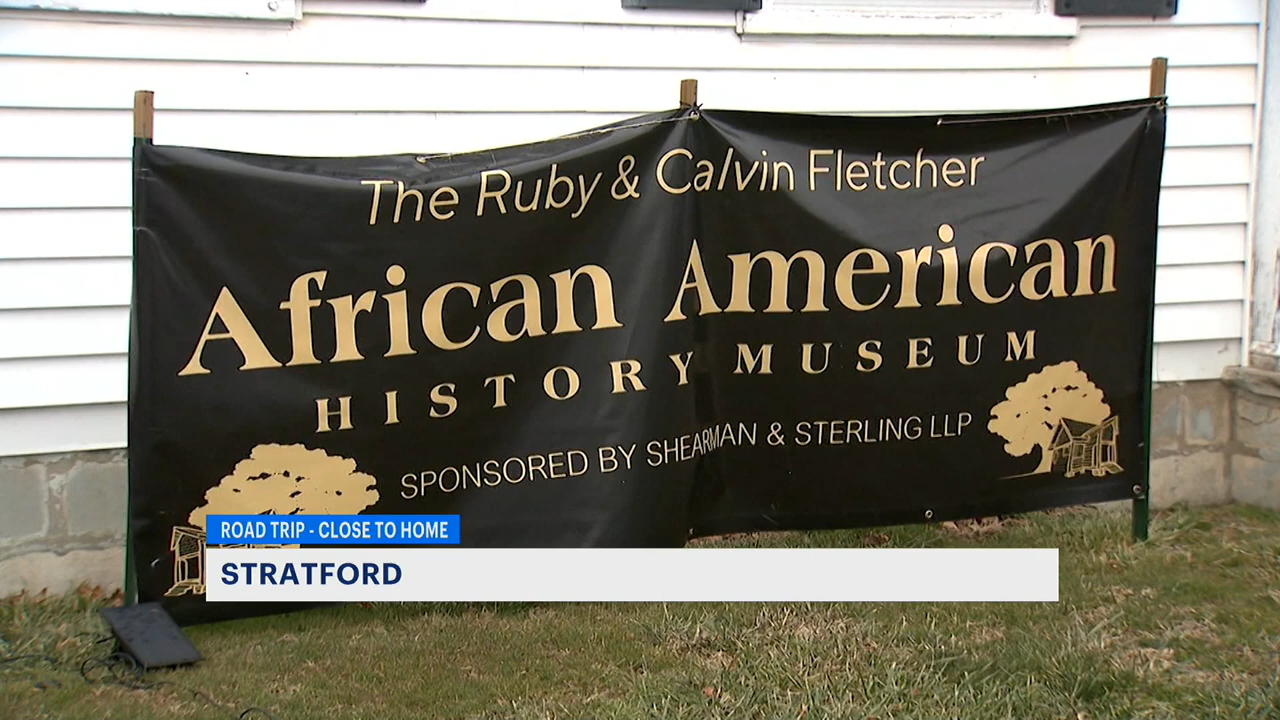 The Ruby & Calvin Fletcher
African American
HISTORY MUSEUM
SPONSORED BY SHEARMAN & STERLING LLP
ROAD TRIP - CLOSE TO HOME
STRATFORD